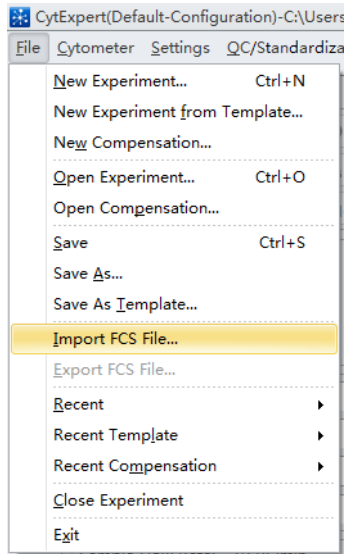 CytExpert(Default-Configuration)-C:\Users
File Cytometer Settings QC/Standardiza
New Experiment... Ctrl+N
New Experiment from Template...
New Compensation...
Open Experiment... Ctrl+O
Open Compensation...
Save Ctrl+S
Save As...
Save As Template...
Import FCS File...
Export FCS File...
Recent
Recent Template
Recent Compensation
Close Experiment
Exit